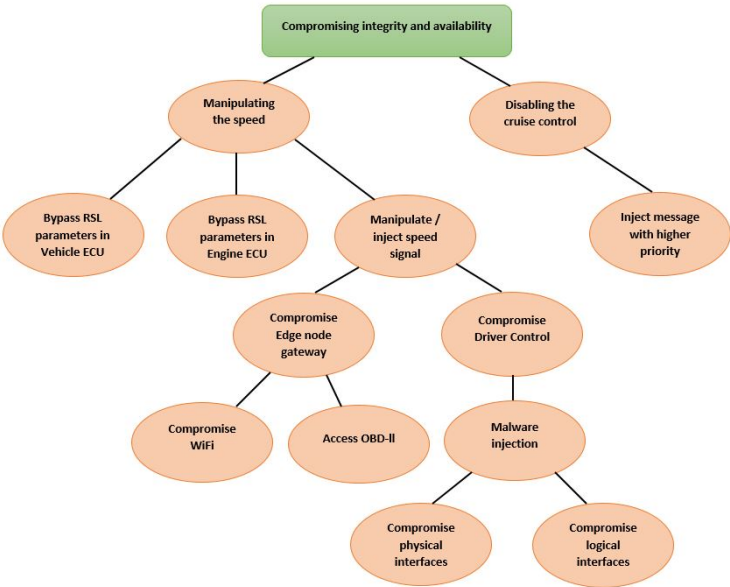 Compromising integrity and availability
Manipulating
the speed
Disabling the
cruise control
Bypass RSL
parameters in
Vehicle ECU
Bypass RSL
parameters in
Engine ECU
Manipulate /
inject speed
signal
Inject message
with higher
priority
Compromise
Edge node
gateway
Compromise
Driver Control
Compromise
WiFi
Access OBD-ll
Malware
injection
Compromise
physical
interfaces
Compromise
logical
interfaces